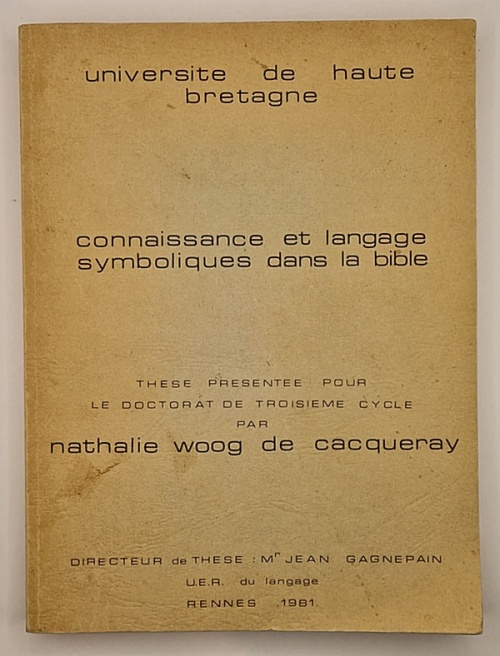 universite de haute
bretagne
connaissance et langage
symboliques dans la bible
THESE PRESENTEE POUR
LE DOCTORAT DE TROISIEME CYCLE
PAR
nathalie woog de cacqueray
DIRECTEUR de THESE : Mr JEAN GAGNEPAIN
U.E.R. du langage
RENNES 1981